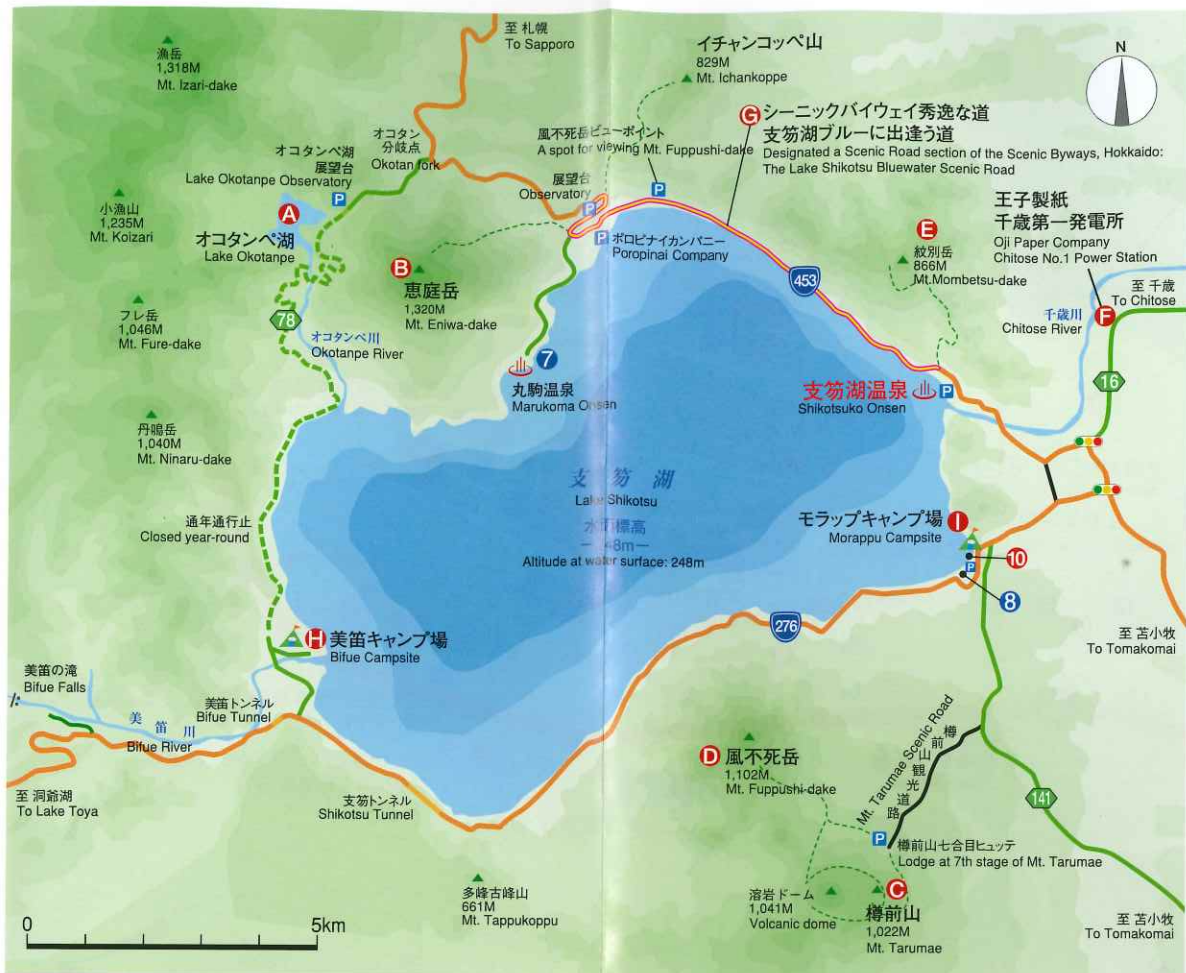 至 札幌
To Sapporo
漁岳
1,318M
Mt. Izari-dake
イチャンコッペ山
829M
Mt. Ichankoppe
N
G
シーニックバイウェイ秀逸な道
支笏湖ブルーに出逢う道
Designated a Scenic Road section of the Scenic Byways, Hokkaido:
The Lake Shikotsu Bluewater Scenic Road
オコタン
分岐点
Okotan fork
オコタンペ湖
展望台
Lake Okotanpe Observatory
P
風不死岳ビューポイント
A spot for viewing Mt. Fuppushi-dake
P
展望台
Observatory
P
P
ポロピナイカンパニー
Poropinai Company
小漁山
1,235M
Mt. Koizari
A
オコタンペ湖
Lake Okotanpe
B
恵庭岳
1,320M
Mt. Eniwa-dake
E
紋別岳
866M
Mt.Mombetsu-dake
王子製紙
千歳第一発電所
Oji Paper Company
Chitose No.1 Power Station
至 千歳
To Chitose
千歳川
Chitose River
F
453
16
フレ岳
1,046M
Mt. Fure-dake
78
オコタンペ川
Okotanpe River
7
丸駒温泉
Marukoma Onsen
支笏湖温泉
P
Shikotsuko Onsen
丹鳴岳
1,040M
Mt. Ninaru-dake
支笏湖
Lake Shikotsu
水面標高
48m
Altitude at water surface: 248m
通年通行止
Closed year-round
モラップキャンプ場
Morappu Campsite
I
10
P
8
276
H
美笛キャンプ場
Bifue Campsite
至 苫小牧
To Tomakomai
美笛の滝
Bifue Falls
美笛トンネル
Bifue Tunnel
美笛川
Bifue River
至 洞爺湖
To Lake Toya
支笏トンネル
Shikotsu Tunnel
D
風不死岳
1,102M
Mt. Fuppushi-dake
Mt. Tarumae Scenic Road
樽前山観光道路
141
P
樽前山七合目ヒュッテ
Lodge at 7th stage of Mt. Tarumae
多峰古峰山
661M
Mt. Tappukoppu
溶岩ドーム
1,041M
Volcanic dome
C
樽前山
1,022M
Mt. Tarumae
至 苫小牧
To Tomakomai
0
5km